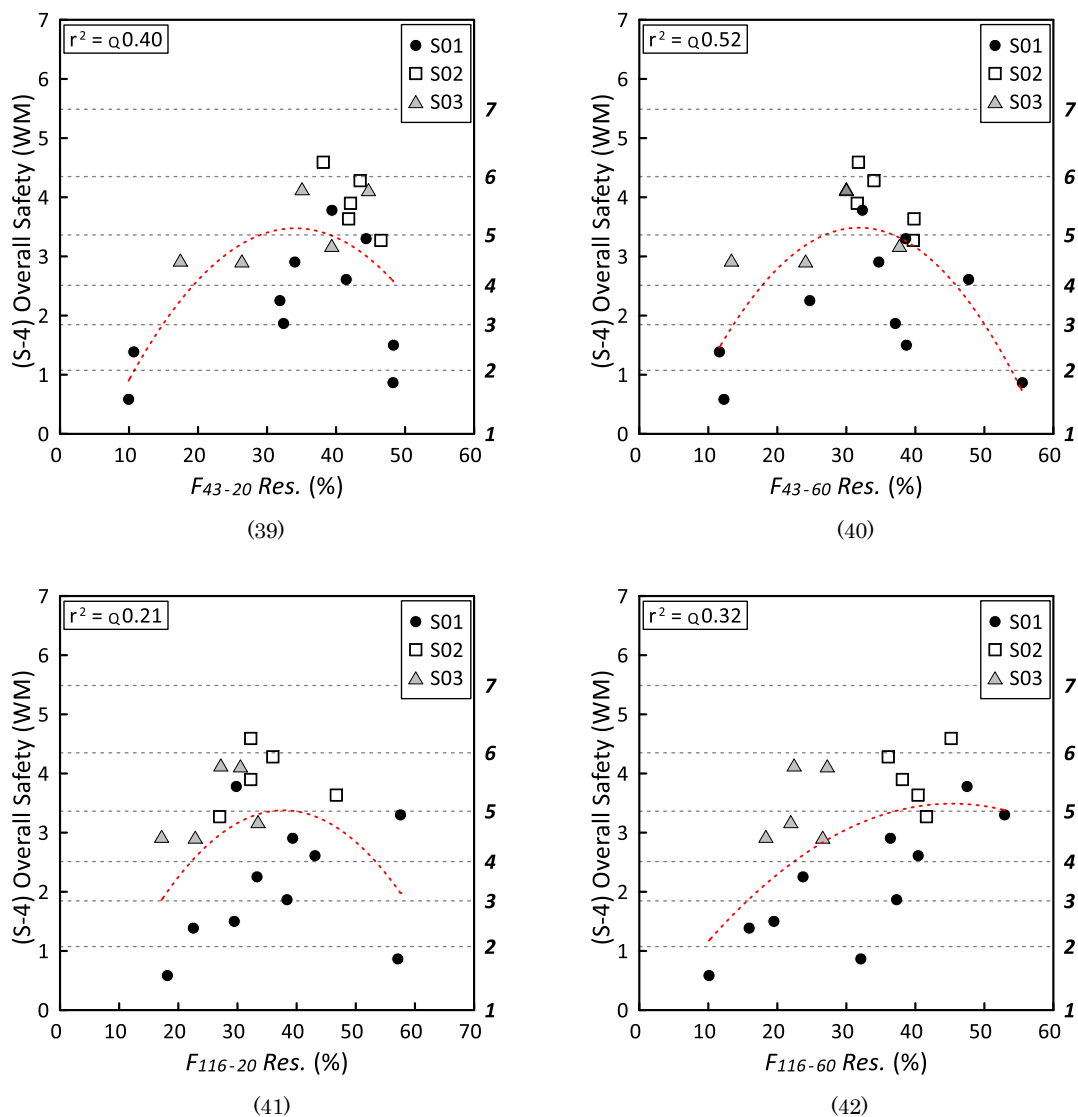 r² = Q0.40
S01
S02
S03
(S-4) Overall Safety (WM)
7
6
5
4
3
2
1
0
7
6
5
4
3
2
1
0 10 20 30 40 50 60
F43-20 Res. (%)
(39)
r² = Q0.52
S01
S02
S03
(S-4) Overall Safety (WM)
7
6
5
4
3
2
1
0
7
6
5
4
3
2
1
0 10 20 30 40 50 60
F43-60 Res. (%)
(40)
r² = Q0.21
S01
S02
S03
(S-4) Overall Safety (WM)
7
6
5
4
3
2
1
0
7
6
5
4
3
2
1
0 10 20 30 40 50 60 70
F116-20 Res. (%)
(41)
r² = Q0.32
S01
S02
S03
(S-4) Overall Safety (WM)
7
6
5
4
3
2
1
0
7
6
5
4
3
2
1
0 10 20 30 40 50 60
F116-60 Res. (%)
(42)